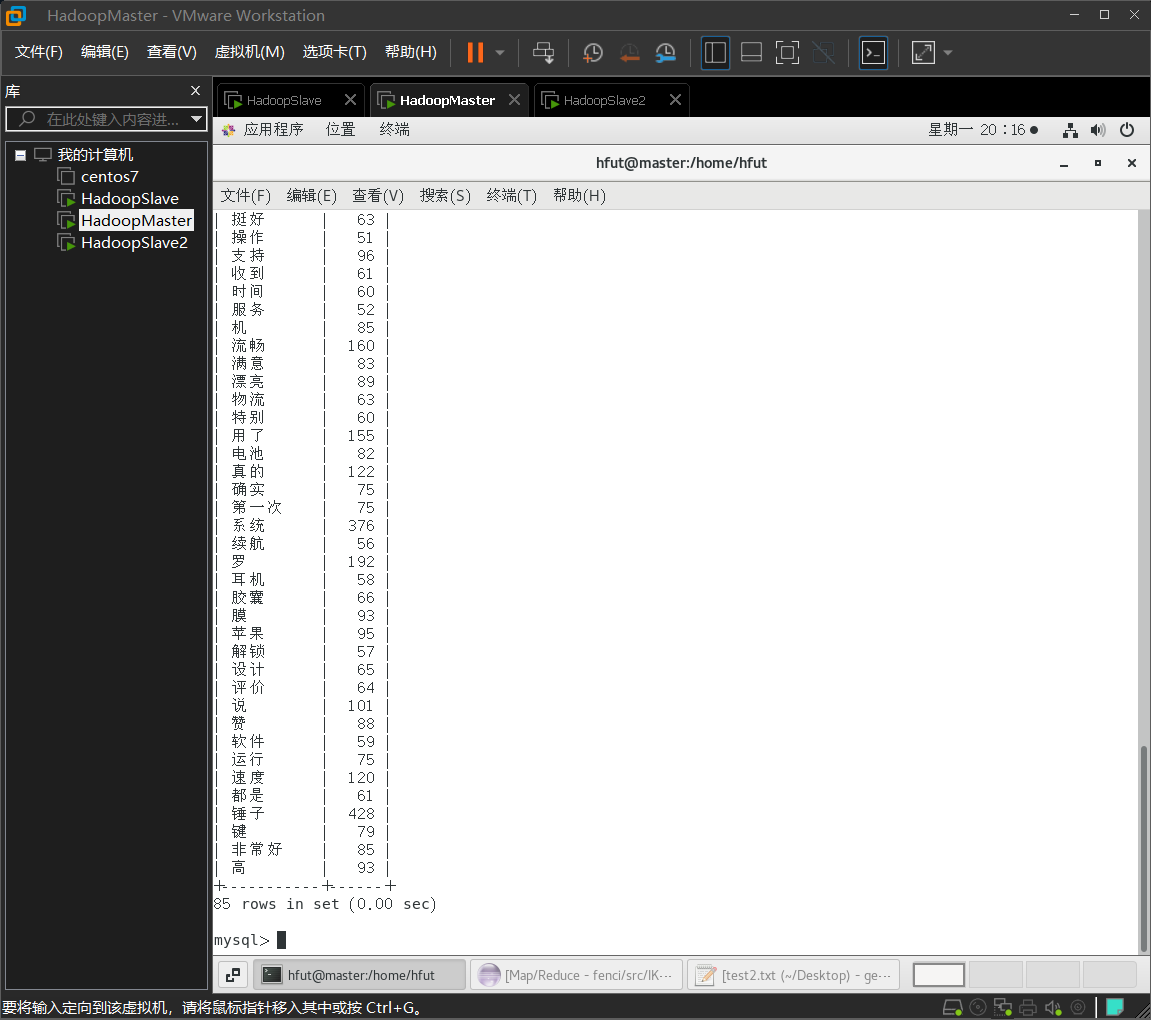 HadoopMaster - VMware Workstation
文件(F) 编辑(E) 查看(V) 虚拟机(M) 选项卡(T) 帮助(H)
库
在此处键入内容进...
我的计算机
centos7
HadoopSlave
HadoopMaster
HadoopSlave2
HadoopSlave HadoopMaster HadoopSlave2
应用程序 位置 终端 星期一 20：16
hfut@master:/home/hfut
文件(F) 编辑(E) 查看(V) 搜索(S) 终端(T) 帮助(H)
| 挺好 | 63 |
| 操作 | 51 |
| 支持 | 96 |
| 收到 | 61 |
| 时间 | 60 |
| 服务 | 52 |
| 机 | 85 |
| 流畅 | 160 |
| 满意 | 83 |
| 漂亮 | 89 |
| 物流 | 63 |
| 特别 | 60 |
| 用了 | 155 |
| 电池 | 82 |
| 真的 | 122 |
| 确实 | 75 |
| 第一次 | 75 |
| 系统 | 376 |
| 续航 | 56 |
| 罗 | 192 |
| 耳机 | 58 |
| 胶囊 | 66 |
| 膜 | 93 |
| 苹果 | 95 |
| 解锁 | 57 |
| 设计 | 65 |
| 评价 | 64 |
| 说 | 101 |
| 赞 | 88 |
| 软件 | 59 |
| 运行 | 75 |
| 速度 | 120 |
| 都是 | 61 |
| 锤子 | 428 |
| 键 | 79 |
| 非常好 | 85 |
| 高 | 93 |
+-----------+------+
85 rows in set (0.00 sec)
mysql>
hfut@master:/home/hfut [Map/Reduce - fenci/src/IK··· [test2.txt (~/Desktop) - ge···
要将输入定向到该虚拟机，请将鼠标指针移入其中或按 Ctrl+G。